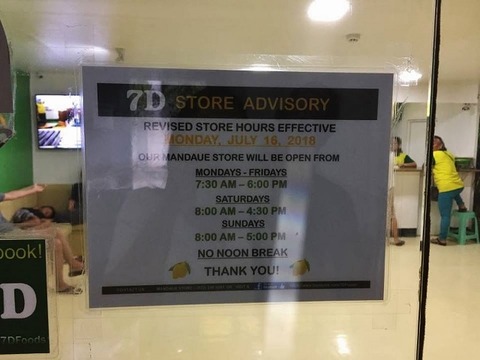 7D STORE ADVISORY
REVISED STORE HOURS EFFECTIVE
MONDAY, JULY 16, 2018
OUR MANDAUE STORE WILL BE OPEN FROM
MONDAYS - FRIDAYS
7:30 AM – 6:00 PM
SATURDAYS
8:00 AM – 4:30 PM
SUNDAYS
8:00 AM – 5:00 PM
NO NOON BREAK
THANK YOU!
CONTACT US
book!
D
7DFoods